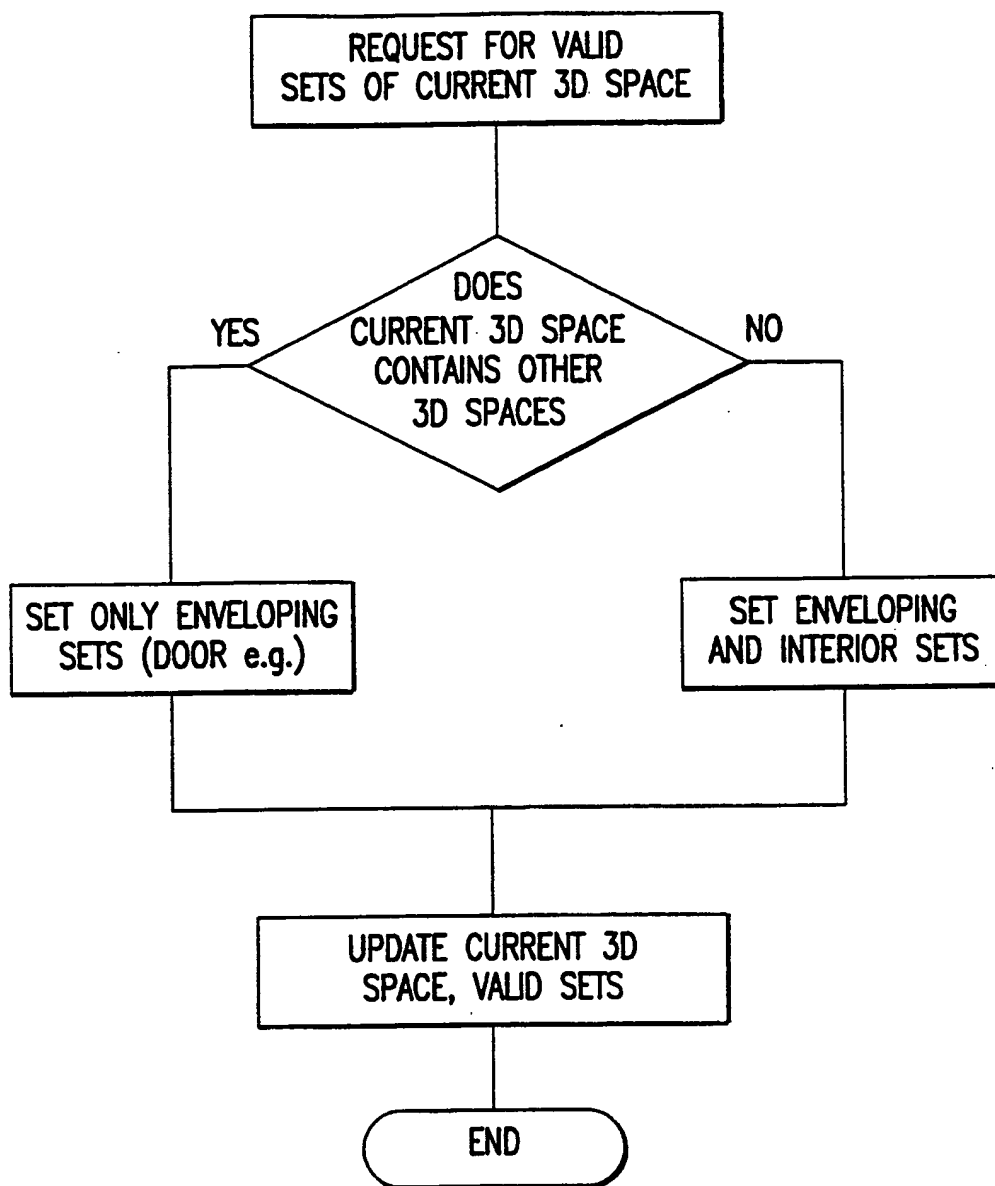 REQUEST FOR VALID
SETS OF CURRENT 3D SPACE
DOES
CURRENT 3D SPACE
CONTAINS OTHER
3D SPACES
YES
NO
SET ONLY ENVELOPING
SETS (DOOR e.g.)
SET ENVELOPING
AND INTERIOR SETS
UPDATE CURRENT 3D
SPACE, VALID SETS
END